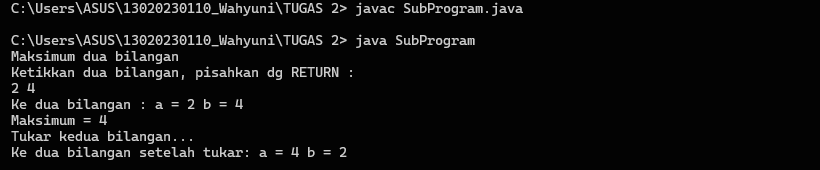 C:\Users\ASUS\13020230110_Wahyuni\TUGAS 2> javac SubProgram.java
C:\Users\ASUS\13020230110_Wahyuni\TUGAS 2> java SubProgram
Maksimum dua bilangan
Ketikkan dua bilangan, pisahkan dg RETURN :
2 4
Ke dua bilangan : a = 2 b = 4
Maksimum = 4
Tukar kedua bilangan...
Ke dua bilangan setelah tukar: a = 4 b = 2